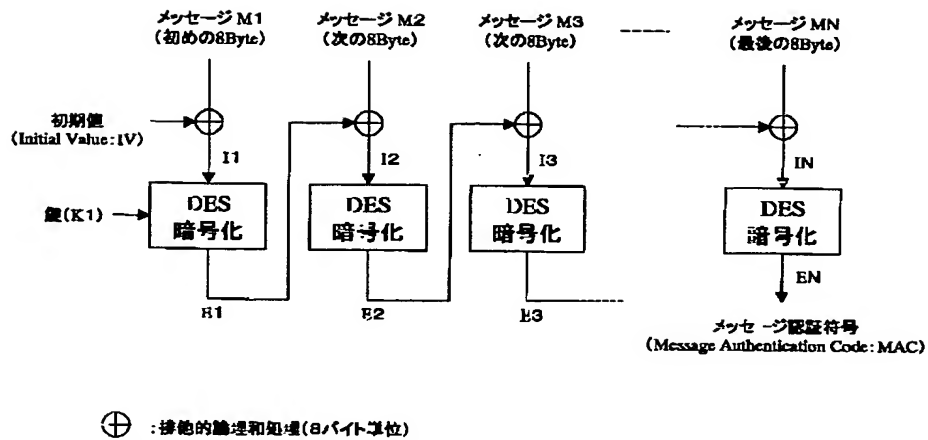 メッセージ M1
(初めの8Byte)
メッセージ M2
(次の8Byte)
メッセージ M3
(次の8Byte)
メッセージ MN
(最後の8Byte)
初期値
(Initial Value:IV)
I1
I2
I3
IN
鍵(K1)
DES
暗号化
DES
暗号化
DES
暗号化
DES
暗号化
E1
E2
E3
EN
メッセージ認証符号
(Message Authentication Code:MAC)
:排他的論理和処理(8バイト単位)